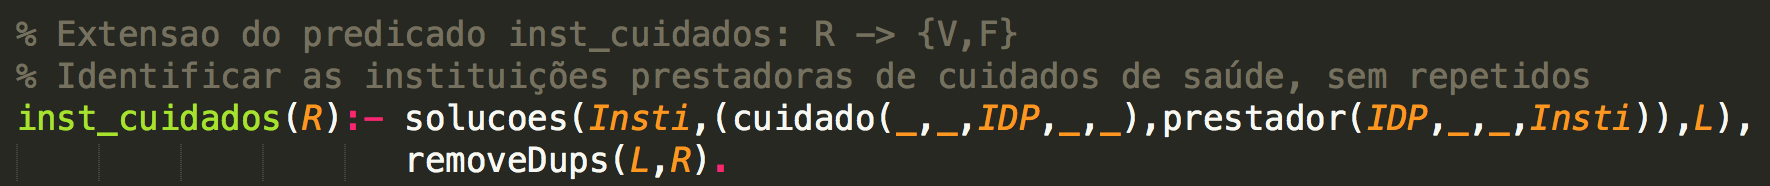 % Extensao do predicado inst_cuidados: R -> {V,F}
% Identificar as instituições prestadoras de cuidados de saúde, sem repetidos
inst_cuidados(R):- solucoes(Insti,(cuidado(_,_,IDP,_,_),prestador(IDP,_,_,Insti)),L),
removeDups(L,R).